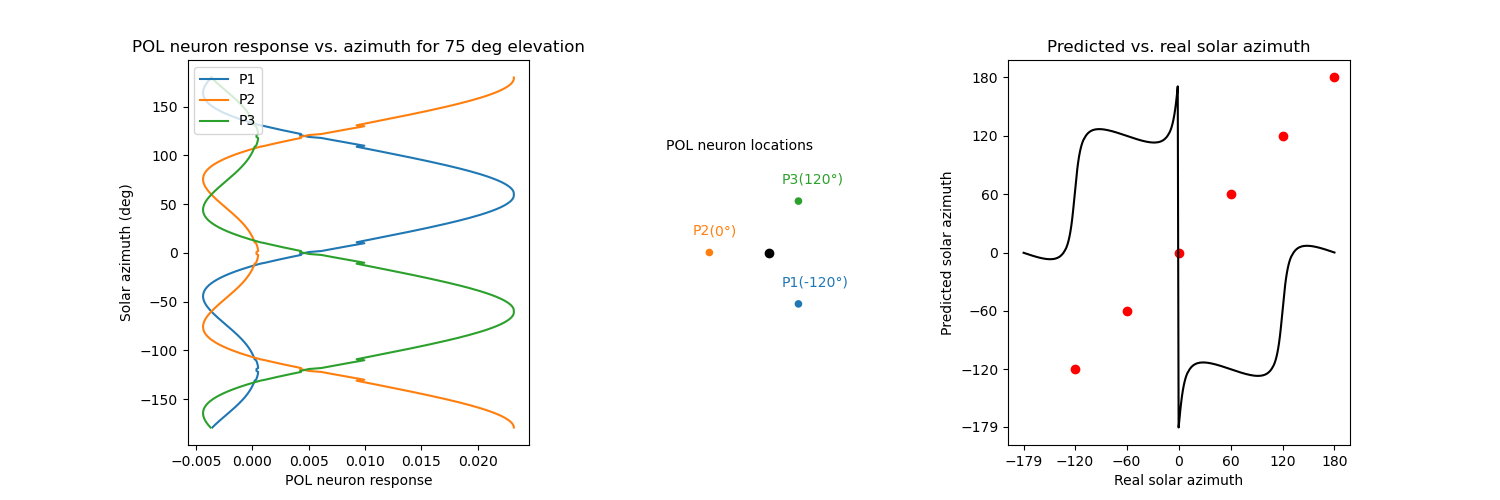 POL neuron response vs. azimuth for 75 deg elevation
P1
P2
P3
Solar azimuth (deg)
150
100
50
0
−50
−100
−150
−0.005 0.000 0.005 0.010 0.015 0.020
POL neuron response
POL neuron locations
P3(120°)
P2(0°)
P1(-120°)
Predicted vs. real solar azimuth
Predicted solar azimuth
180
120
60
0
−60
−120
−179
−179 −120 −60 0 60 120 180
Real solar azimuth